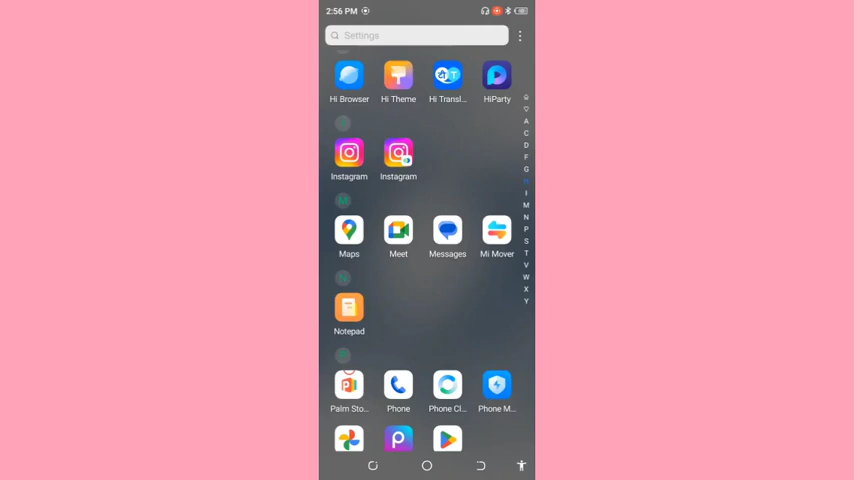 2:56 PM
Settings
Hi Browser Hi Theme Hi Transl... HiParty
A
C
D
F
G
H
I
M
N
P
S
T
V
W
X
Y
Instagram Instagram
M
Maps Meet Messages Mi Mover
N
Notepad
P
Palm Sto... Phone Phone Cl... Phone M...